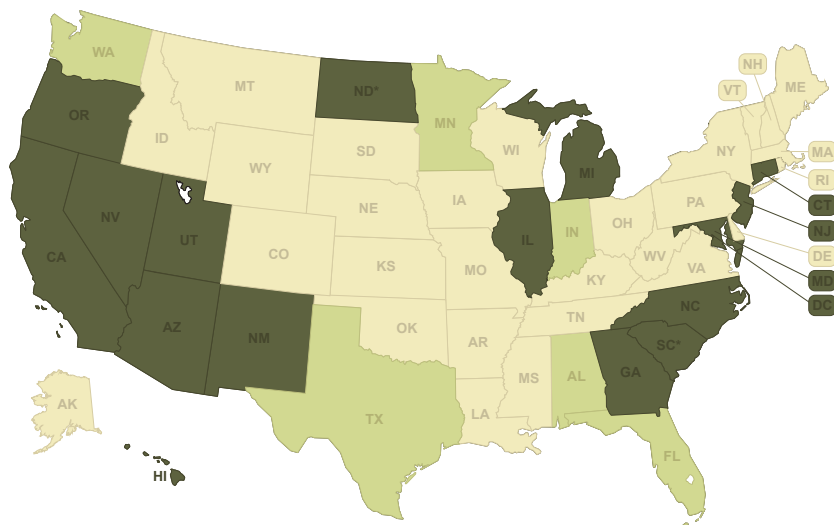 WA
MT
ND*
MN
NH
ME
VT
OR
ID
SD
WI
MI
NY
MA
RI
WY
IA
PA
CT
NV
UT
NE
IL
IN
OH
NJ
CA
CO
KS
MO
WV
VA
DE
KY
MD
NC
DC
AZ
NM
OK
AR
TN
SC*
GA
MS
AL
TX
LA
AK
FL
HI